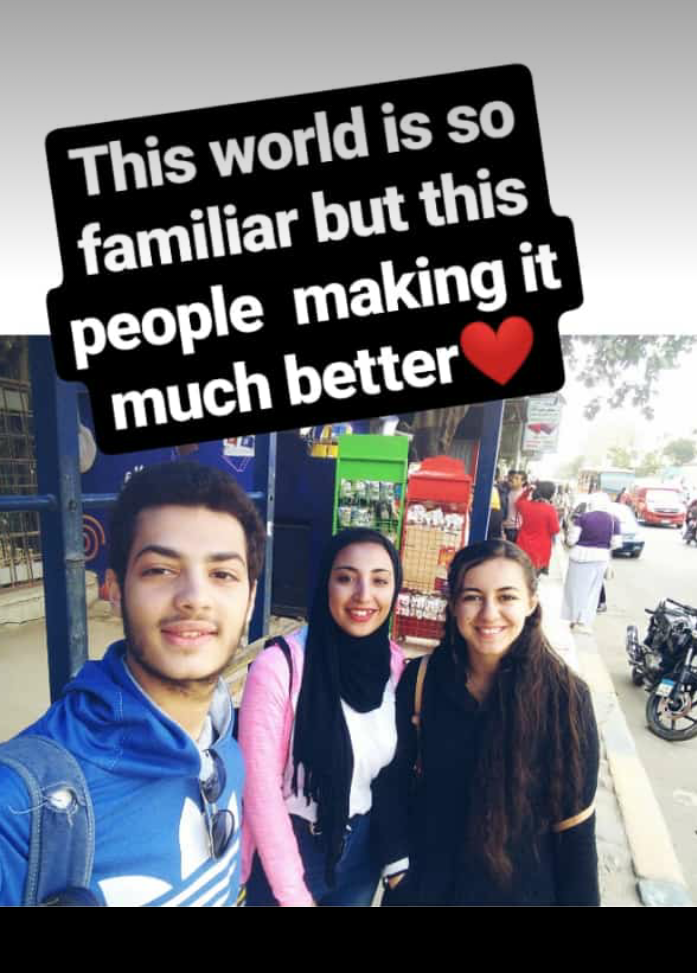 This world is so
familiar but this
people making it
much better❤️